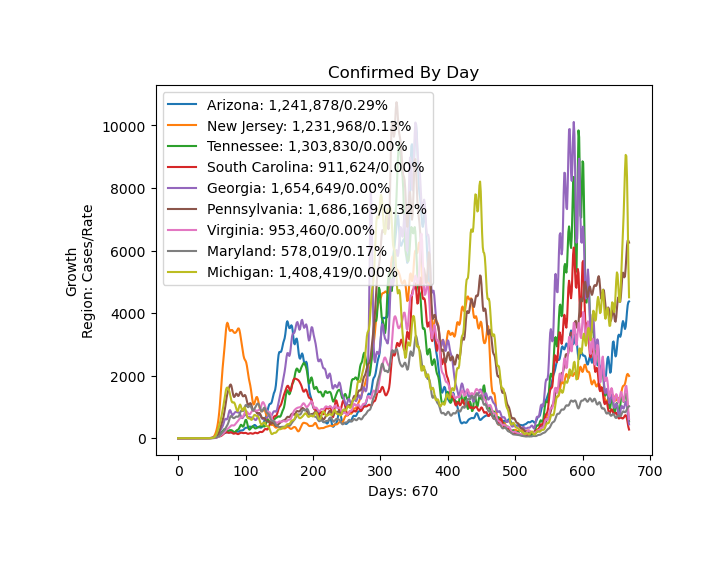 Confirmed By Day
Growth
Region: Cases/Rate
10000
8000
6000
4000
2000
0
Arizona: 1,241,878/0.29%
New Jersey: 1,231,968/0.13%
Tennessee: 1,303,830/0.00%
South Carolina: 911,624/0.00%
Georgia: 1,654,649/0.00%
Pennsylvania: 1,686,169/0.32%
Virginia: 953,460/0.00%
Maryland: 578,019/0.17%
Michigan: 1,408,419/0.00%
0 100 200 300 400 500 600 700
Days: 670